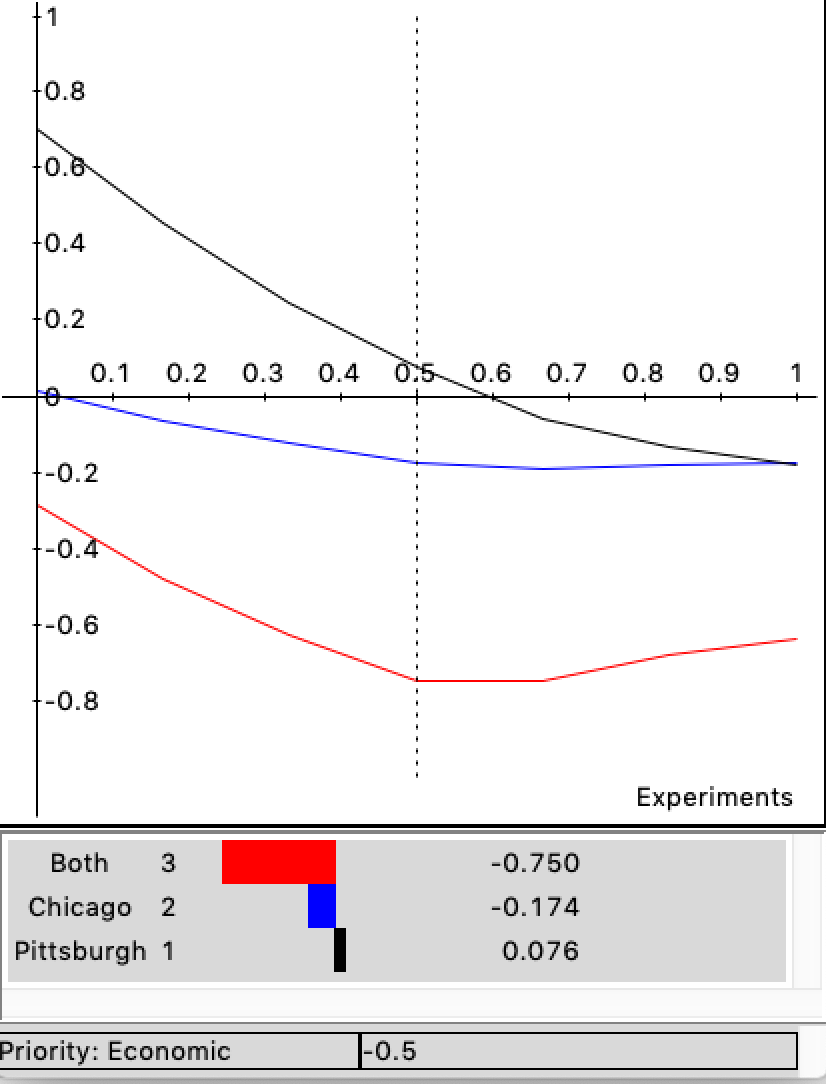 1
0.8
0.6
0.4
0.2
0.1 0.2 0.3 0.4 0.5 0.6 0.7 0.8 0.9 1
0
-0.2
-0.4
-0.6
-0.8
Experiments
Both 3 -0.750
Chicago 2 -0.174
Pittsburgh 1 0.076
Priority: Economic -0.5